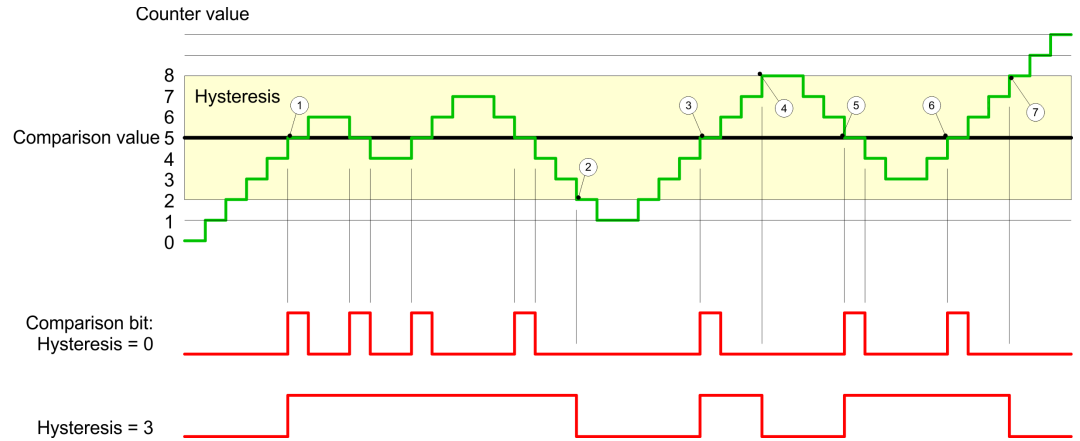 Counter value
8
Hysteresis
7
1
3
4
5
6
7
6
Comparison value 5
4
3
2
2
1
0
Comparison bit:
Hysteresis = 0
Hysteresis = 3